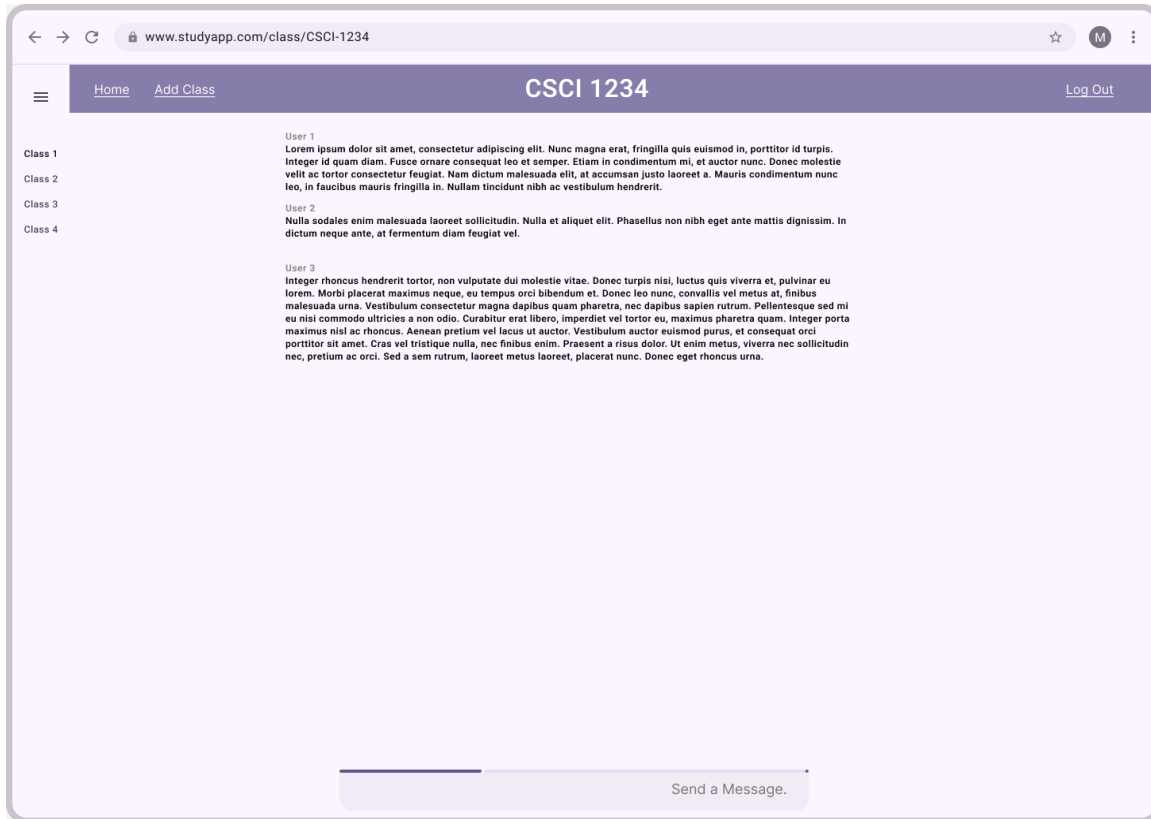 www.studyapp.com/class/CSCI-1234
M
Home Add Class CSCI 1234 Log Out
Class 1
Class 2
Class 3
Class 4
User 1
Lorem ipsum dolor sit amet, consectetur adipiscing elit. Nunc magna erat, fringilla quis euismod in, porttitor id turpis.
Integer id quam diam. Fusce ornare consequat leo et semper. Etiam in condimentum mi, et auctor nunc. Donec molestie
velit ac tortor consectetur feugiat. Nam dictum malesuada elit, at accumsan justo laoreet a. Mauris condimentum nunc
leo, in faucibus mauris fringilla in. Nullam tincidunt nibh ac vestibulum hendrerit.
User 2
Nulla sodales enim malesuada laoreet sollicitudin. Nulla et aliquet elit. Phasellus non nibh eget ante mattis dignissim. In
dictum neque ante, at fermentum diam feugiat vel.
User 3
Integer rhoncus hendrerit tortor, non vulputate dui molestie vitae. Donec turpis nisi, luctus quis viverra et, pulvinar eu
lorem. Morbi placerat maximus neque, eu tempus orci bibendum et. Donec leo nunc, convallis vel metus at, finibus
malesuada urna. Vestibulum consectetur magna dapibus quam pharetra, nec dapibus sapien rutrum. Pellentesque sed mi
eu nisi commodo ultricies a non odio. Curabitur erat libero, imperdiet vel tortor eu, maximus pharetra quam. Integer porta
maximus nisl ac rhoncus. Aenean pretium vel lacus ut auctor. Vestibulum auctor euismod purus, et consequat orci
porttitor sit amet. Cras vel tristique nulla, nec finibus enim. Praesent a risus dolor. Ut enim metus, viverra nec sollicitudin
nec, pretium ac orci. Sed a sem rutrum, laoreet metus laoreet, placerat nunc. Donec eget rhoncus urna.
Send a Message.